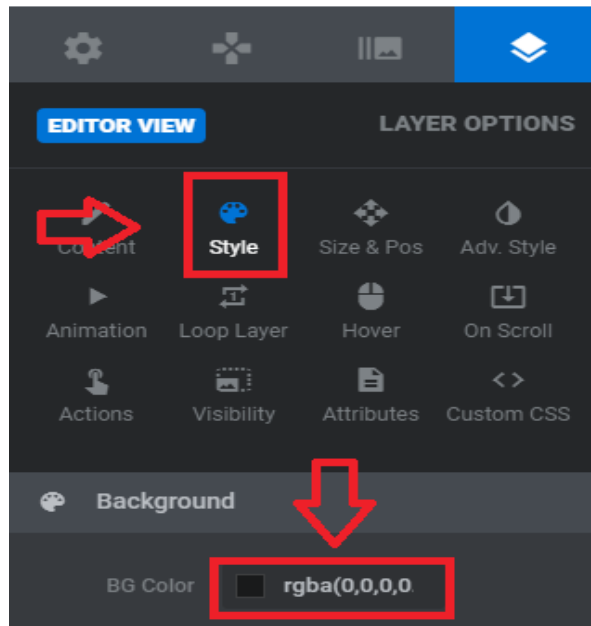 EDITOR VIEW LAYER OPTIONS
Content Style Size & Pos Adv. Style
Animation Loop Layer Hover On Scroll
Actions Visibility Attributes Custom CSS
Background
BG Color rgba(0,0,0,0